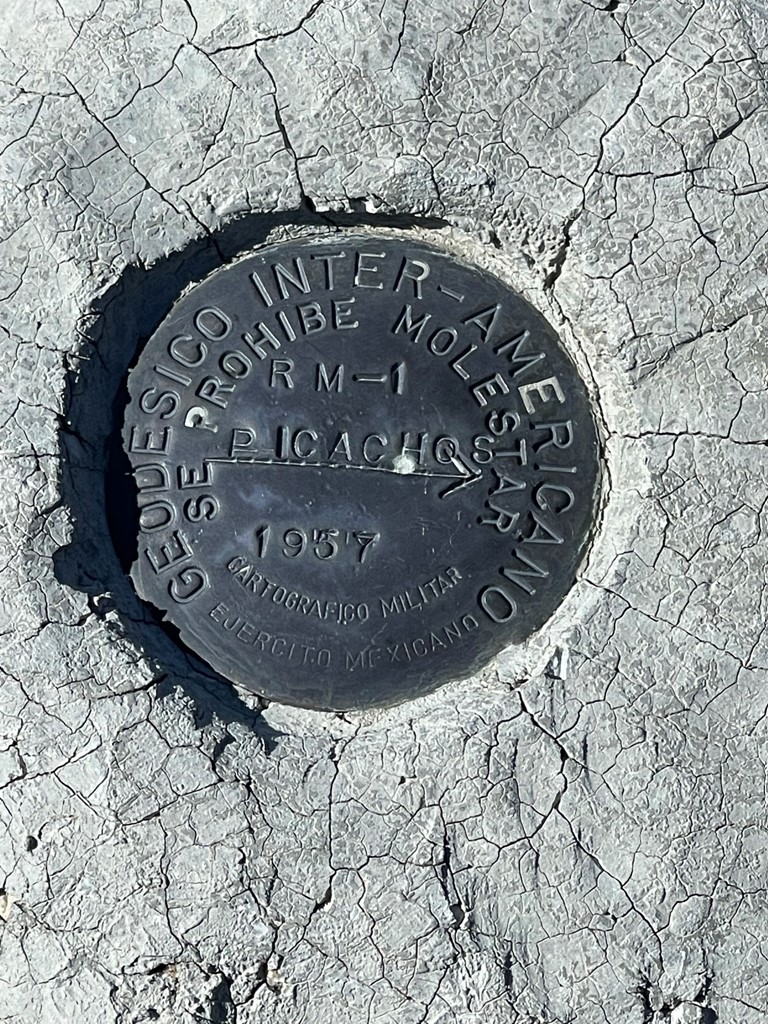 GEODESICO INTER-AMERICANO
SE PROHIBE MOLESTAR
RM-1
PICACHOS
1957
CARTOGRAFICO MILITAR
EJERCITO MEXICANO